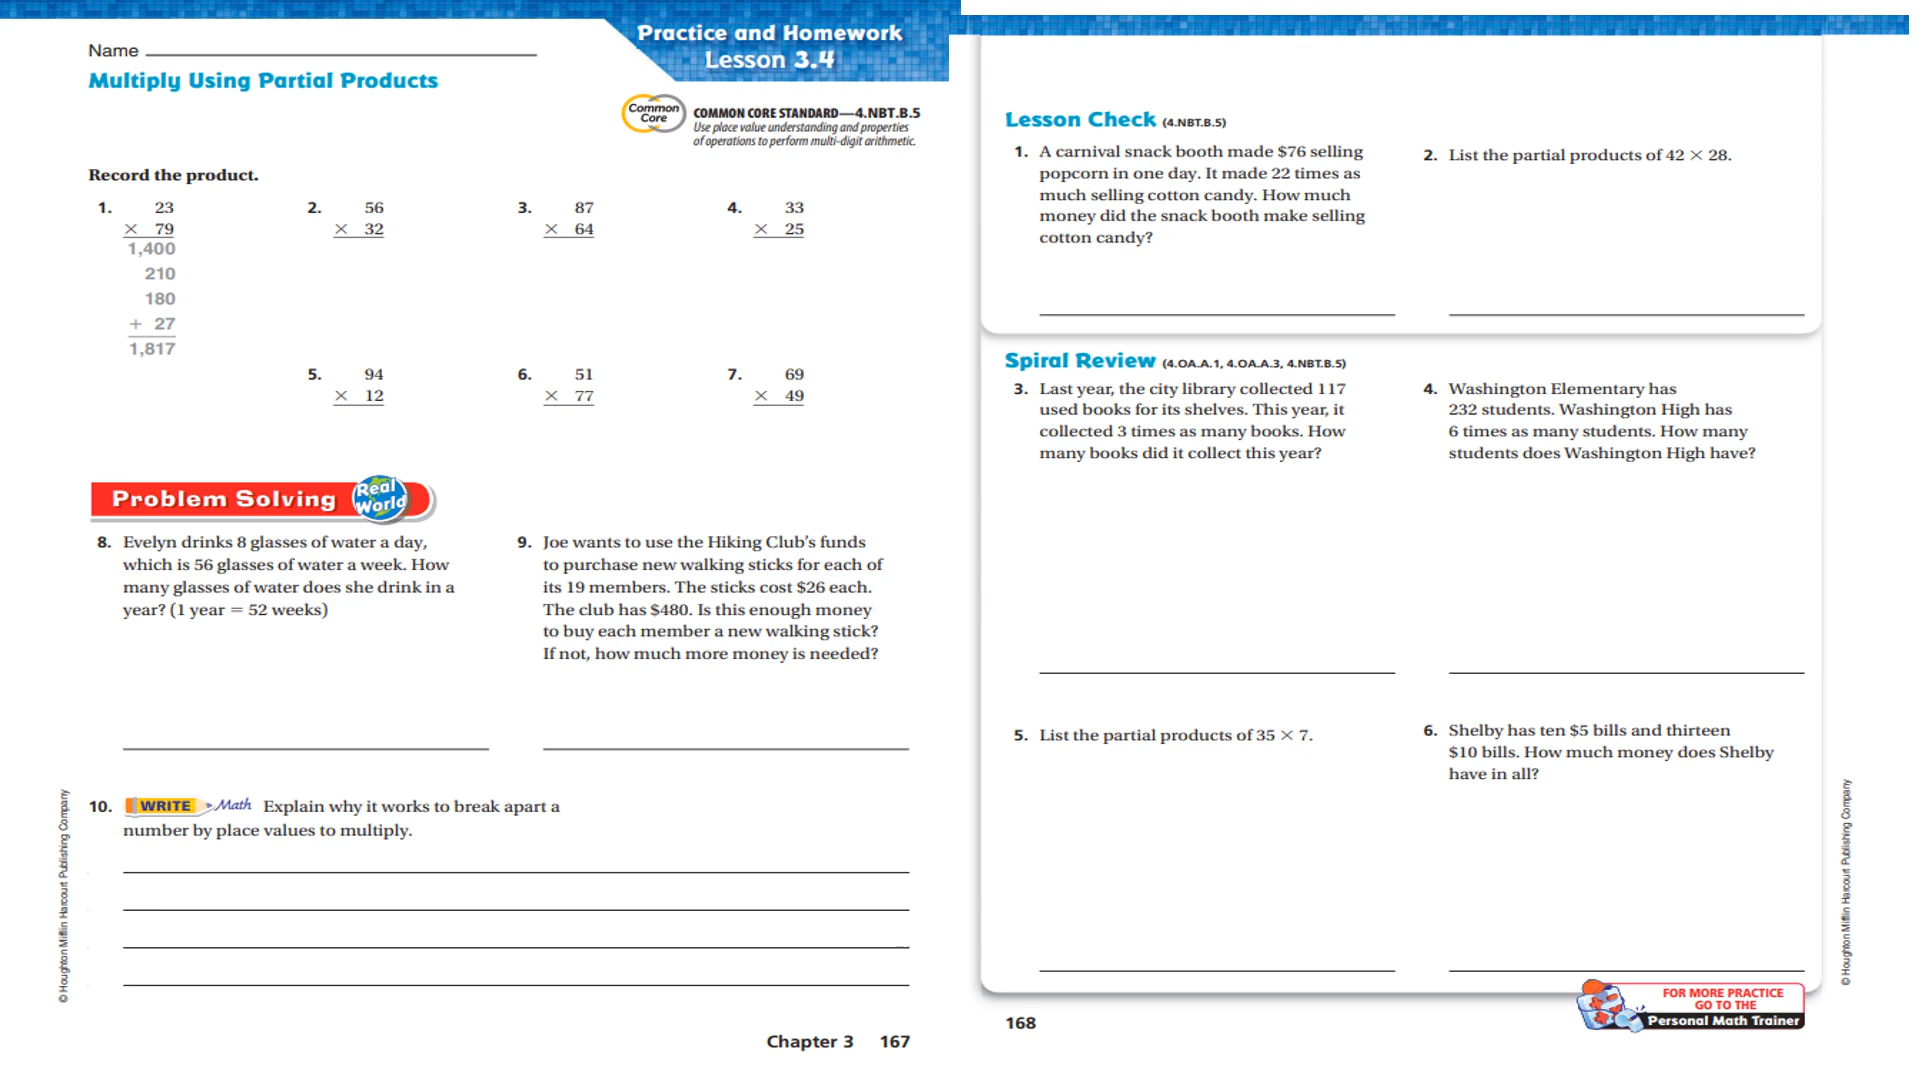 Name
Practice and Homework
Lesson 3.4
Multiply Using Partial Products
Common
Core
COMMON CORE STANDARD—4.NBT.B.5
Use place value understanding and properties
of operations to perform multi-digit arithmetic.
Record the product.
1. 23
× 79
1,400
210
180
+ 27
1,817
2. 56
× 32
3. 87
× 64
4. 33
× 25
5. 94
× 12
6. 51
× 77
7. 69
× 49
Problem Solving Real
World
8. Evelyn drinks 8 glasses of water a day,
which is 56 glasses of water a week. How
many glasses of water does she drink in a
year? (1 year = 52 weeks)
9. Joe wants to use the Hiking Club’s funds
to purchase new walking sticks for each of
its 19 members. The sticks cost $26 each.
The club has $480. Is this enough money
to buy each member a new walking stick?
If not, how much more money is needed?
10. WRITE Math Explain why it works to break apart a
number by place values to multiply.
© Houghton Mifflin Harcourt Publishing Company
Chapter 3 167
Lesson Check (4.NBT.B.5)
1. A carnival snack booth made $76 selling
popcorn in one day. It made 22 times as
much selling cotton candy. How much
money did the snack booth make selling
cotton candy?
2. List the partial products of 42 × 28.
Spiral Review (4.OA.A.1, 4.OA.A.3, 4.NBT.B.5)
3. Last year, the city library collected 117
used books for its shelves. This year, it
collected 3 times as many books. How
many books did it collect this year?
4. Washington Elementary has
232 students. Washington High has
6 times as many students. How many
students does Washington High have?
5. List the partial products of 35 × 7.
6. Shelby has ten $5 bills and thirteen
$10 bills. How much money does Shelby
have in all?
© Houghton Mifflin Harcourt Publishing Company
FOR MORE PRACTICE
GO TO THE
Personal Math Trainer
168